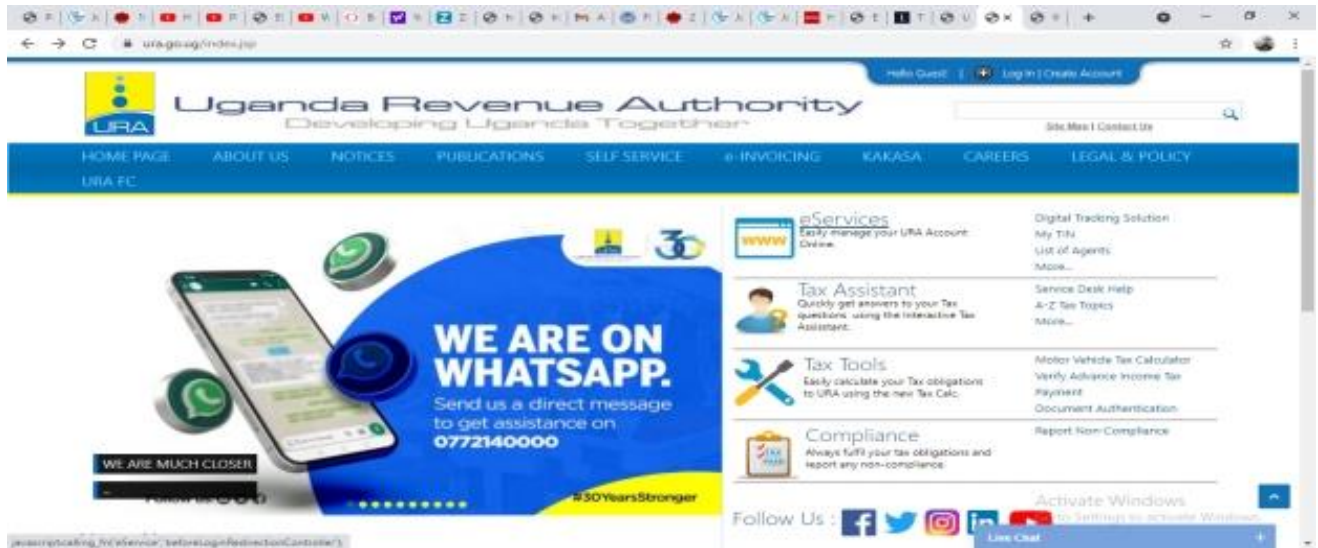 ura.go.ug/index.jsp
Hello Guest! | Log In | Create Account
URA
Uganda Revenue Authority
Developing Uganda Together
Site Map | Contact Us
HOME PAGE ABOUT US NOTICES PUBLICATIONS SELF SERVICE e-INVOICING KAKASA CAREERS LEGAL & POLICY
URA FC
WE ARE ON
WHATSAPP.
Send us a direct message
to get assistance on
0772140000
#30YearsStronger
WE ARE MUCH CLOSER
Follow us
www
eServices
Easily manage your URA Account
Online.
Digital Tracking Solution
My TIN
List of Agents
More...
Tax Assistant
Quickly get answers to your Tax
questions using the Interactive Tax
Assistant.
Service Desk Help
A-Z Tax Topics
More...
Tax Tools
Easily calculate your Tax obligations
to URA using the new Tax Calc.
Motor Vehicle Tax Calculator
Verify Advance Income Tax
Payment
Document Authentication
Compliance
Always fulfil your tax obligations and
report any non-compliance.
Report Non-Compliance
Activate Windows
to Settings to activate Windows.
Follow Us :
Live Chat